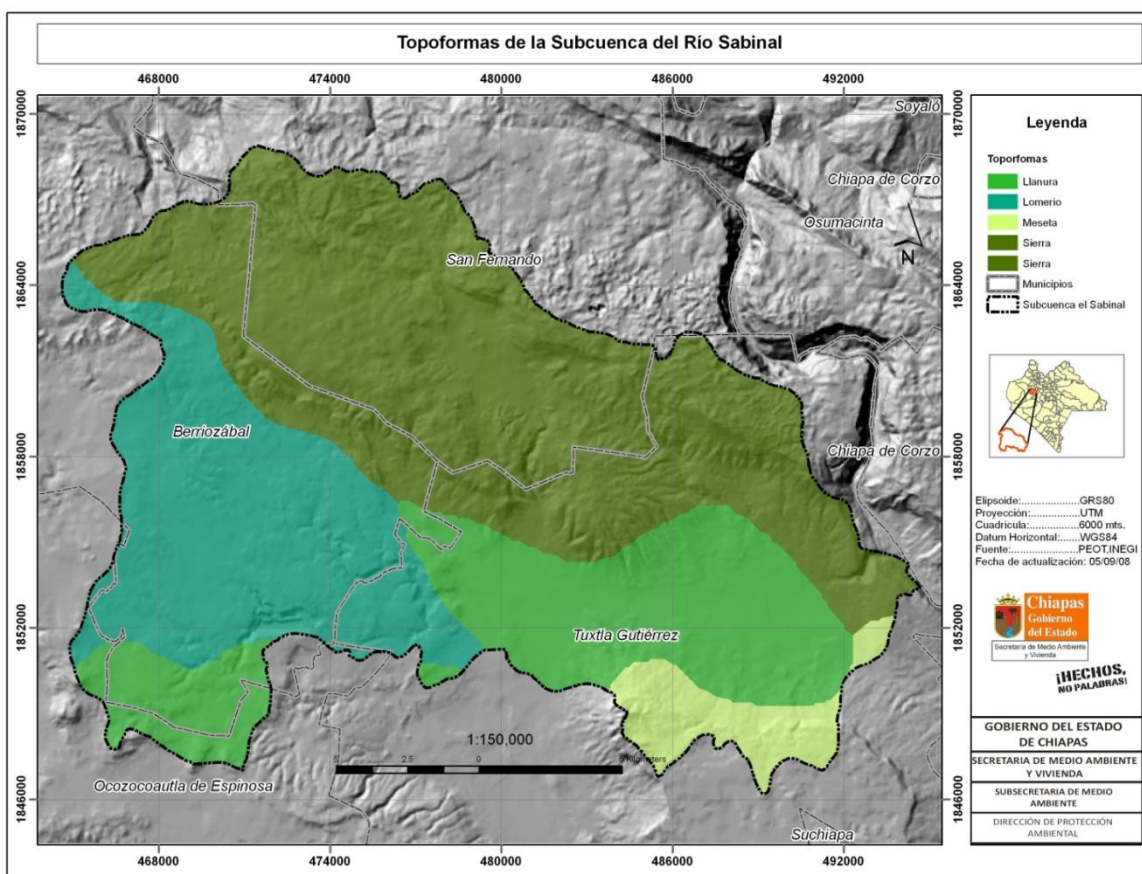 Topoformas de la Subcuenca del Río Sabinal
468000 474000 480000 486000 492000
1870000 1870000
1864000 1864000
1858000 1858000
1852000 1852000
1846000 1846000
Soyaló
Chiapa de Corzo
Osumacinta
N
San Fernando
Berriozábal
Chiapa de Corzo
Tuxtla Gutiérrez
1:150,000
5 2.5 0 5 Kilometers
Ocozocoautla de Espinosa
Suchiapa
468000 474000 480000 486000 492000
Leyenda
Toporfomas
Llanura
Lomerio
Meseta
Sierra
Sierra
Municipios
Subcuenca el Sabinal
Elipsoide:.....................GRS80
Proyección:...................UTM
Cuadricula:..................6000 mts.
Datum Horizontal:......WGS84
Fuente:.....................PEOT,INEGI
Fecha de actualización: 05/09/08
Chiapas
Gobierno
del Estado
Secretaría de Medio Ambiente
y Vivienda
¡HECHOS,
NO PALABRAS!
GOBIERNO DEL ESTADO
DE CHIAPAS
SECRETARIA DE MEDIO AMBIENTE
Y VIVIENDA
SUBSECRETARIA DE MEDIO
AMBIENTE
DIRECCIÓN DE PROTECCIÓN
AMBIENTAL